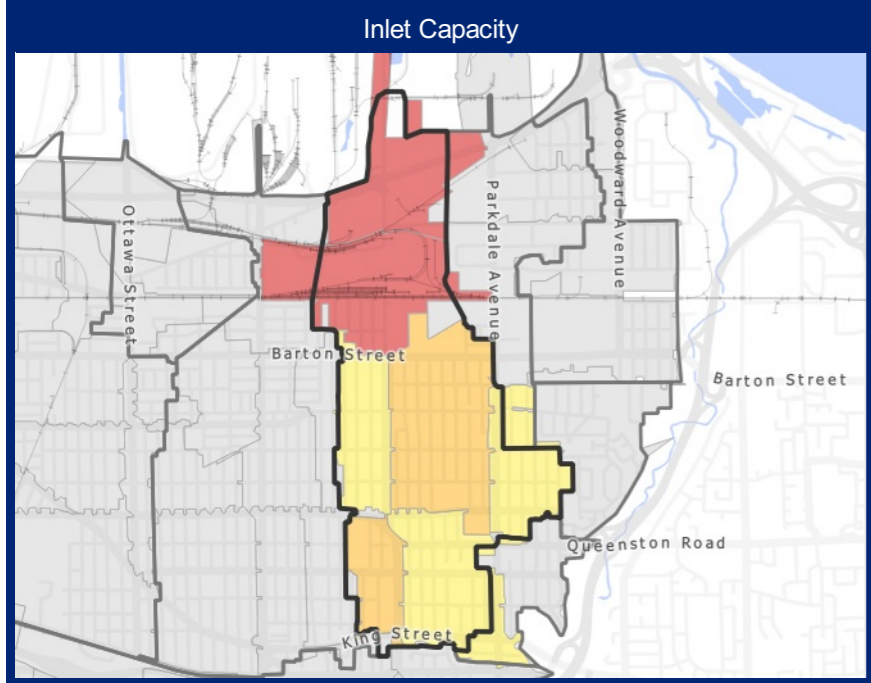 Inlet Capacity
Woodward Avenue
Parkdale Avenue
Ottawa Street
Barton Street
Barton Street
Queenston Road
King Street